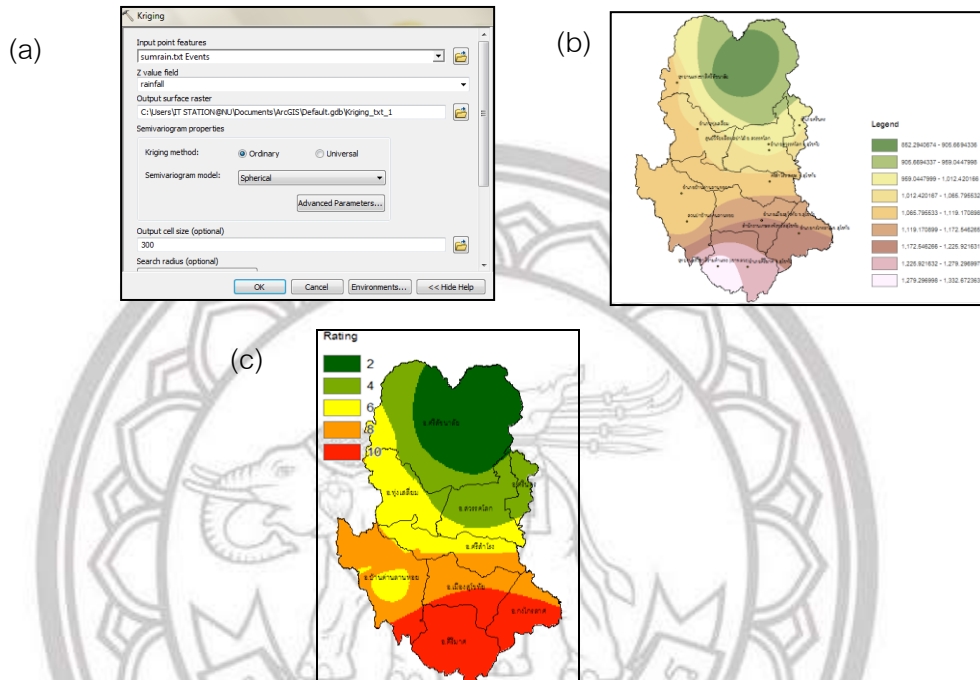 (a)
Kriging
Input point features
sumrain.txt Events
Z value field
rainfall
Output surface raster
C:\Users\IT STATION@NU\Documents\ArcGIS\Default.gdb\Kriging_txt_1
Semivariogram properties
Kriging method:
Ordinary
Universal
Semivariogram model:
Spherical
Advanced Parameters...
Output cell size (optional)
300
Search radius (optional)
OK
Cancel
Environments...
<< Hide Help
(b)
Legend
905.6694337 - 959.0447998
959.0447999 - 1,012.420166
1,012.420167 - 1,065.795532
1,065.795533 - 1,119.170898
1,119.170899 - 1,172.546265
1,172.546266 - 1,225.921631
1,225.921632 - 1,279.296997
1,279.296998 - 1,332.672363
(c)
Rating
2
4
6
8
10
อ.ศรีสัชนาลัย
อ.ศรีนคร
อ.ทุ่งเสลี่ยม
อ.สวรรคโลก
อ.ศรีสำโรง
อ.บ้านด่านลานหอย
อ.เมืองสุโขทัย
อ.กงไกรลาศ
อ.คีรีมาศ